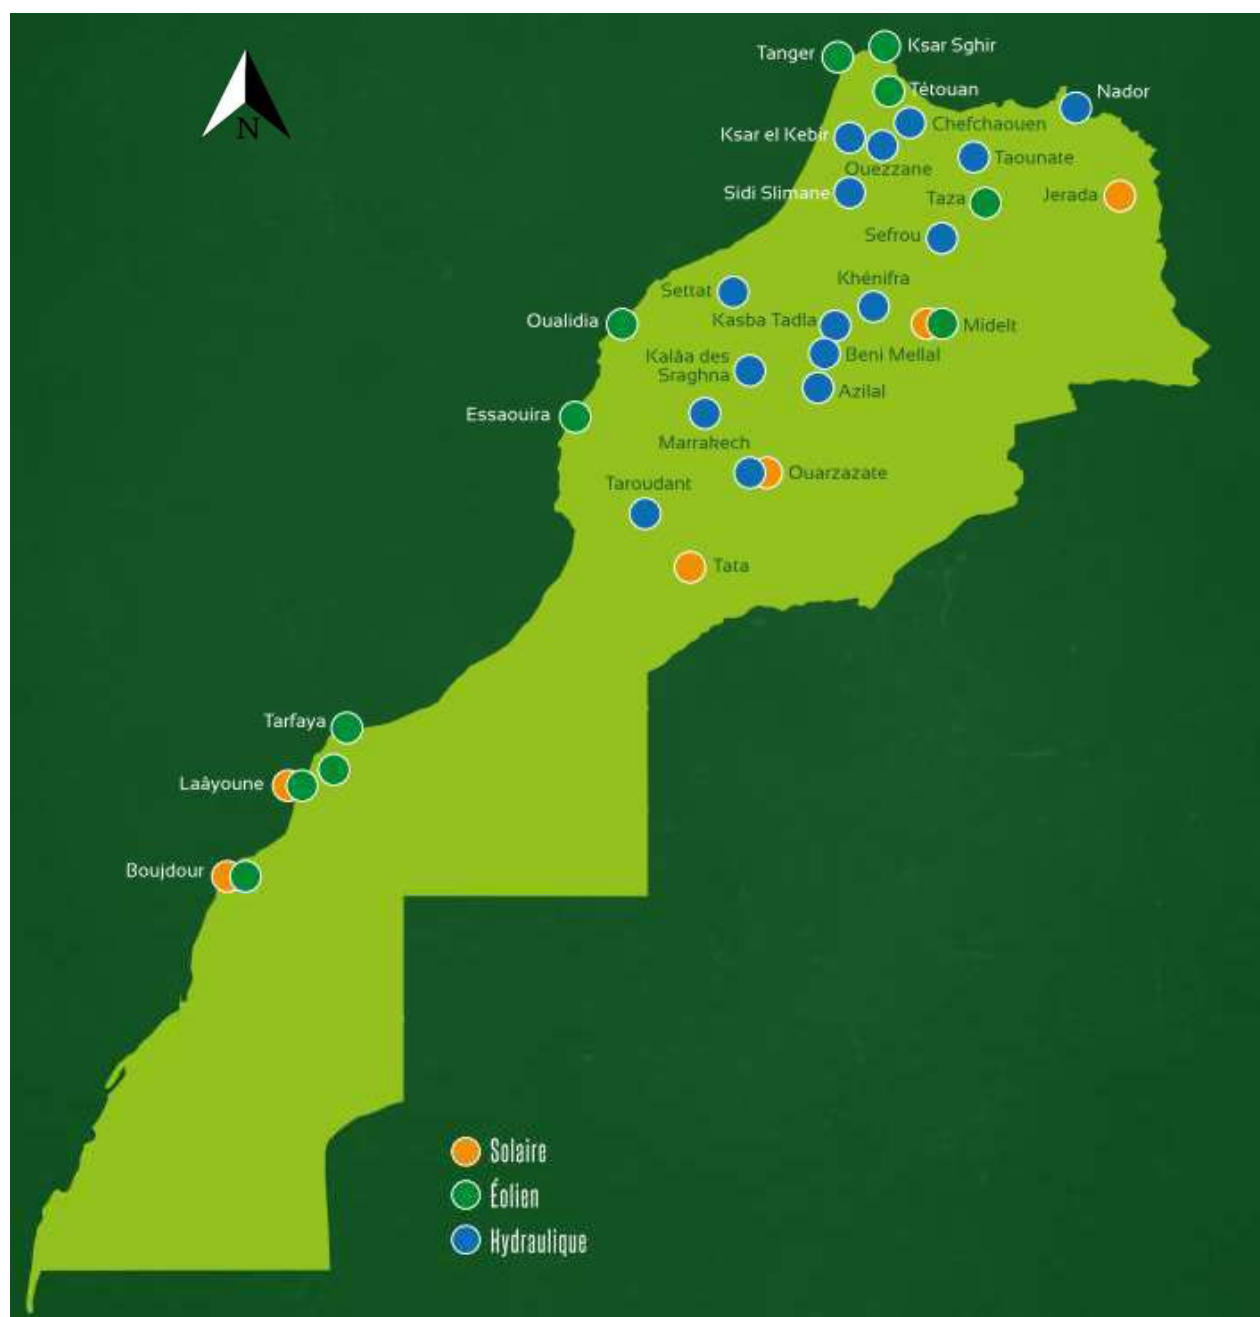 N
Tanger
Ksar Sghir
Tétouan
Nador
Ksar el Kebir
Chefchaouen
Ouezzane
Taounate
Sidi Slimane
Taza
Jerada
Sefrou
Khénifra
Settat
Oualidia
Kasba Tadla
Midelt
Kalâa des
Sraghna
Beni Mellal
Azilal
Essaouira
Marrakech
Ouarzazate
Taroudant
Tata
Tarfaya
Laâyoune
Boujdour
Solaire
Éolien
Hydraulique